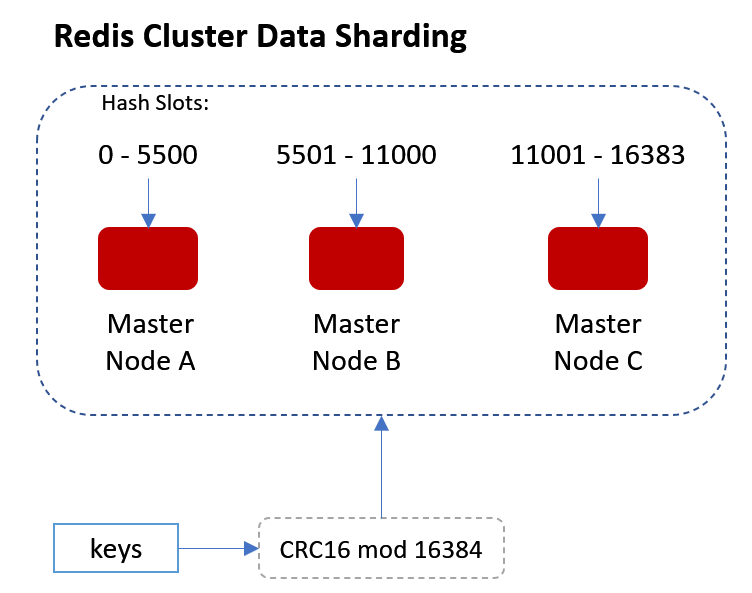 Redis Cluster Data Sharding
Hash Slots:
0 - 5500
5501 - 11000
11001 - 16383
Master
Node A
Master
Node B
Master
Node C
keys
CRC16 mod 16384